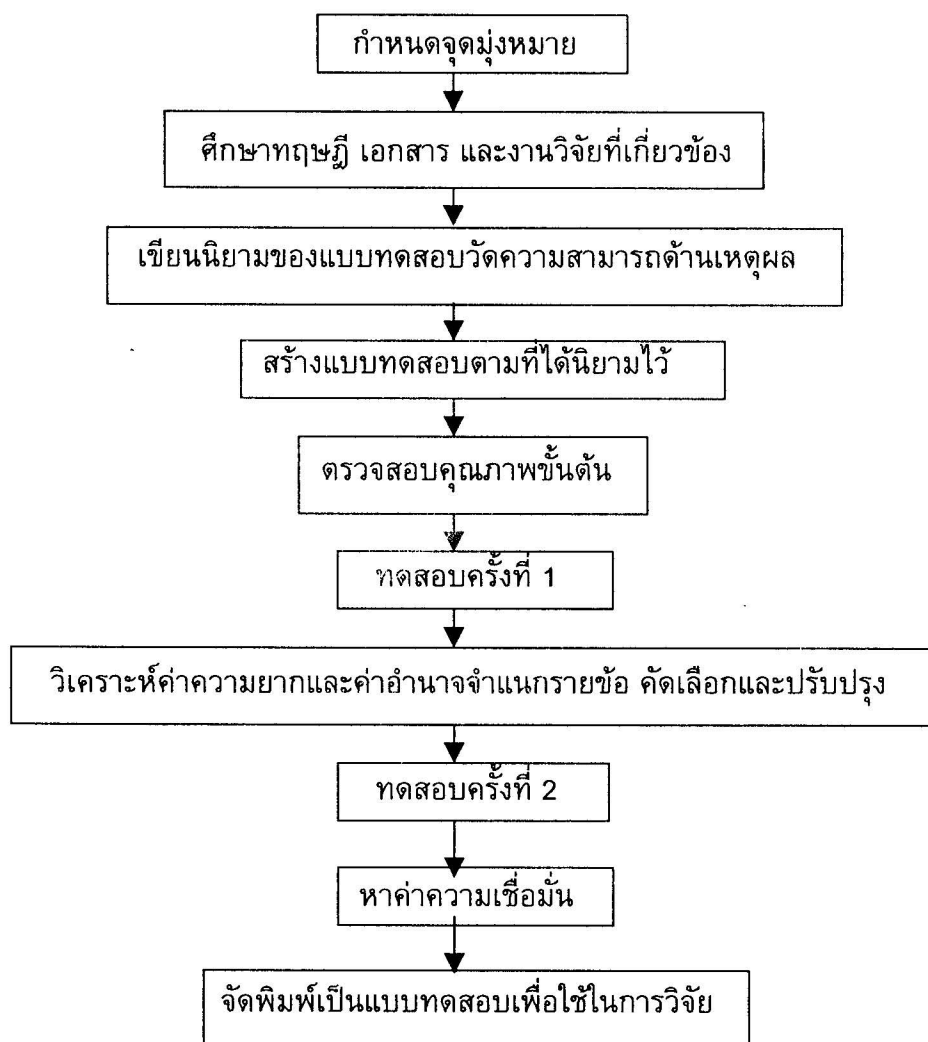 กำหนดจุดมุ่งหมาย
ศึกษาทฤษฎี เอกสาร และงานวิจัยที่เกี่ยวข้อง
เขียนนิยามของแบบทดสอบวัดความสามารถด้านเหตุผล
สร้างแบบทดสอบตามที่ได้นิยามไว้
ตรวจสอบคุณภาพขั้นต้น
ทดสอบครั้งที่ 1
วิเคราะห์ค่าความยากและค่าอำนาจจำแนกรายข้อ คัดเลือกและปรับปรุง
ทดสอบครั้งที่ 2
หาค่าความเชื่อมั่น
จัดพิมพ์เป็นแบบทดสอบเพื่อใช้ในการวิจัย